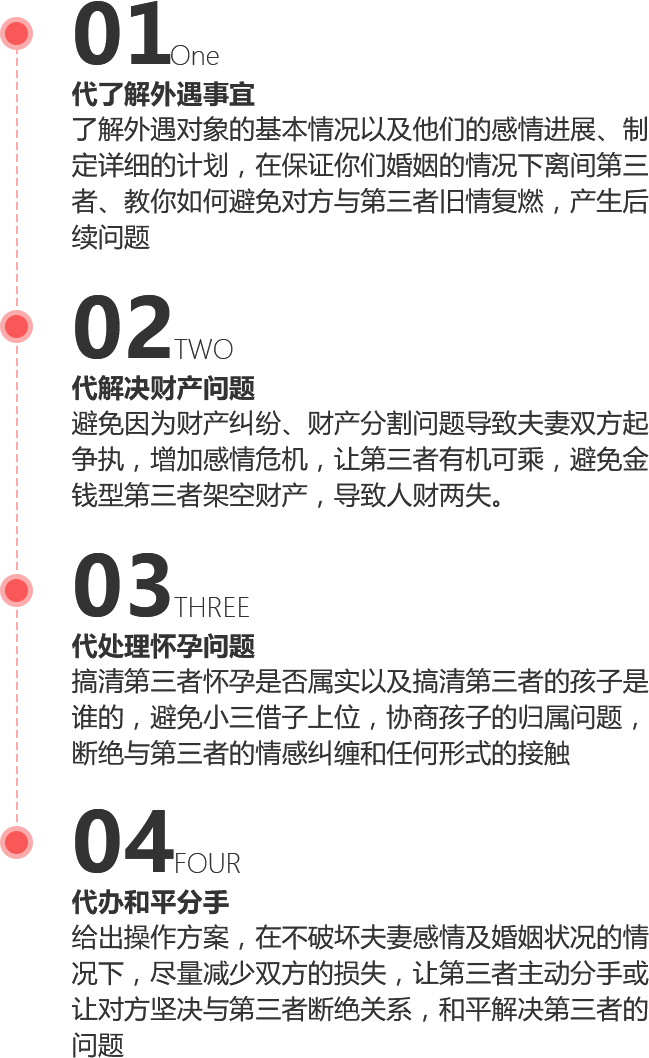 01 One
代了解外遇事宜
了解外遇对象的基本情况以及他们的感情进展、制
定详细的计划，在保证你们婚姻的情况下离间第三
者、教你如何避免对方与第三者旧情复燃，产生后
续问题
02 TWO
代解决财产问题
避免因为财产纠纷、财产分割问题导致夫妻双方起
争执，增加感情危机，让第三者有机可乘，避免金
钱型第三者架空财产，导致人财两失。
03 THREE
代处理怀孕问题
搞清第三者怀孕是否属实以及搞清第三者的孩子是
谁的，避免小三借子上位，协商孩子的归属问题，
断绝与第三者的情感纠缠和任何形式的接触
04 FOUR
代办和平分手
给出操作方案，在不破坏夫妻感情及婚姻状况的情
况下，尽量减少双方的损失，让第三者主动分手或
让对方坚决与第三者断绝关系，和平解决第三者的
问题